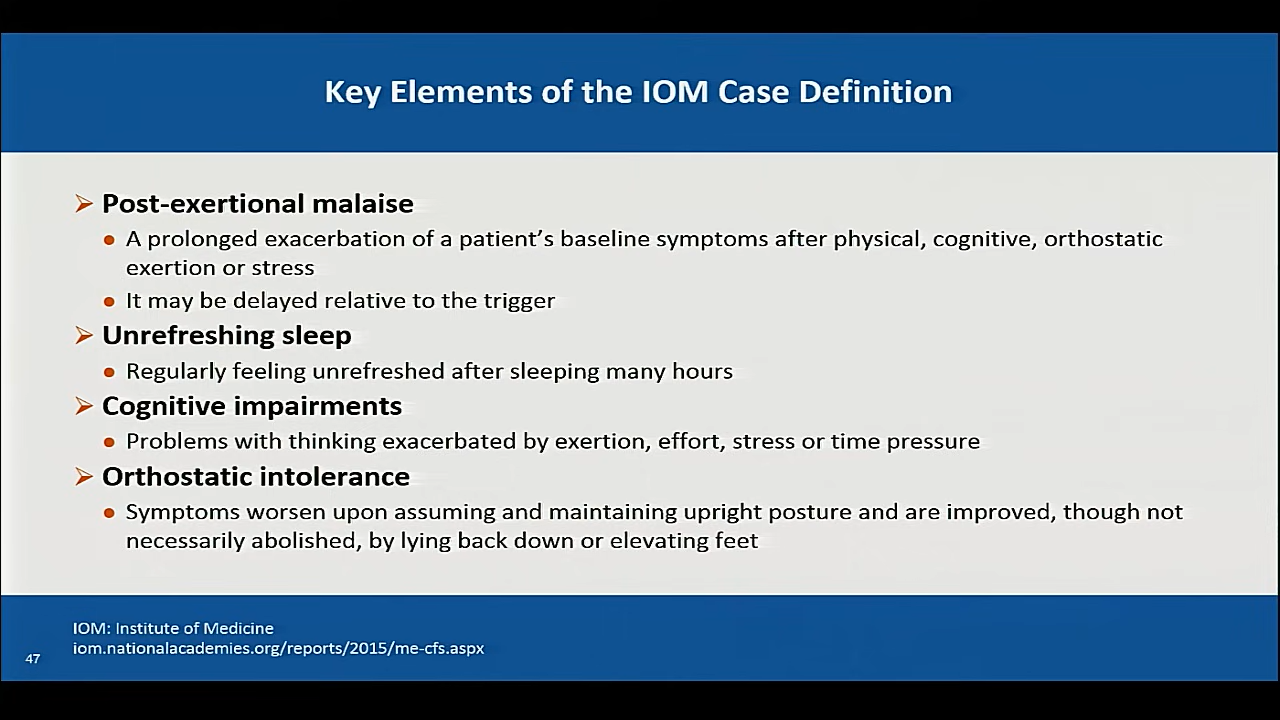 Key Elements of the IOM Case Definition
Post-exertional malaise
A prolonged exacerbation of a patient’s baseline symptoms after physical, cognitive, orthostatic
exertion or stress
It may be delayed relative to the trigger
Unrefreshing sleep
Regularly feeling unrefreshed after sleeping many hours
Cognitive impairments
Problems with thinking exacerbated by exertion, effort, stress or time pressure
Orthostatic intolerance
Symptoms worsen upon assuming and maintaining upright posture and are improved, though not
necessarily abolished, by lying back down or elevating feet
IOM: Institute of Medicine
iom.nationalacademies.org/reports/2015/me-cfs.aspx
47